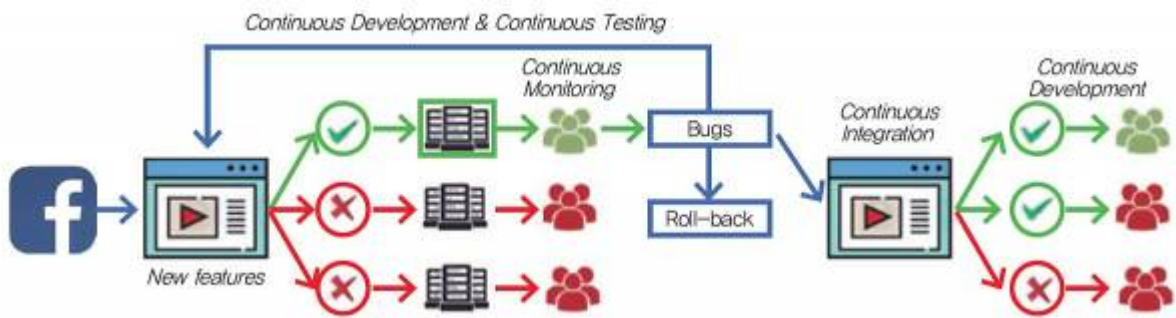 Continuous Development & Continuous Testing
Continuous
Monitoring
Continuous
Development
Continuous
Integration
Bugs
Roll-back
New features